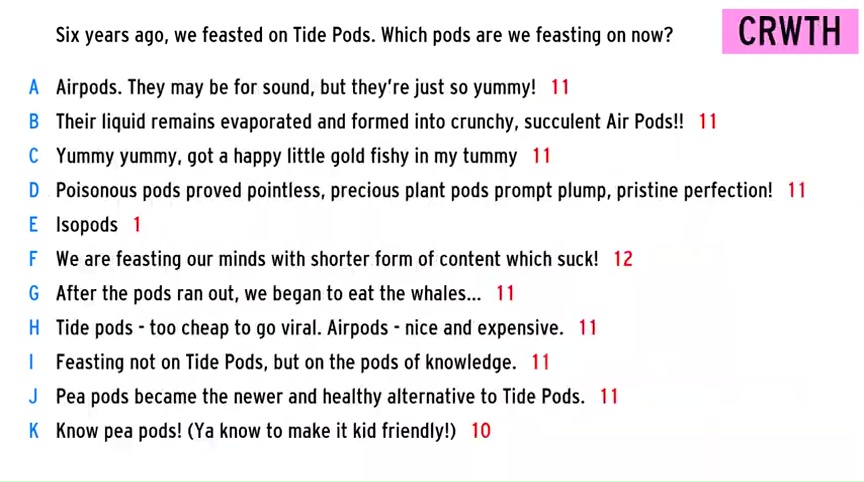 Six years ago, we feasted on Tide Pods. Which pods are we feasting on now?
CRWTH
A Airpods. They may be for sound, but they're just so yummy! 11
B Their liquid remains evaporated and formed into crunchy, succulent Air Pods!! 11
C Yummy yummy, got a happy little gold fishy in my tummy 11
D Poisonous pods proved pointless, precious plant pods prompt plump, pristine perfection! 11
E Isopods 1
F We are feasting our minds with shorter form of content which suck! 12
G After the pods ran out, we began to eat the whales... 11
H Tide pods - too cheap to go viral. Airpods - nice and expensive. 11
I Feasting not on Tide Pods, but on the pods of knowledge. 11
J Pea pods became the newer and healthy alternative to Tide Pods. 11
K Know pea pods! (Ya know to make it kid friendly!) 10